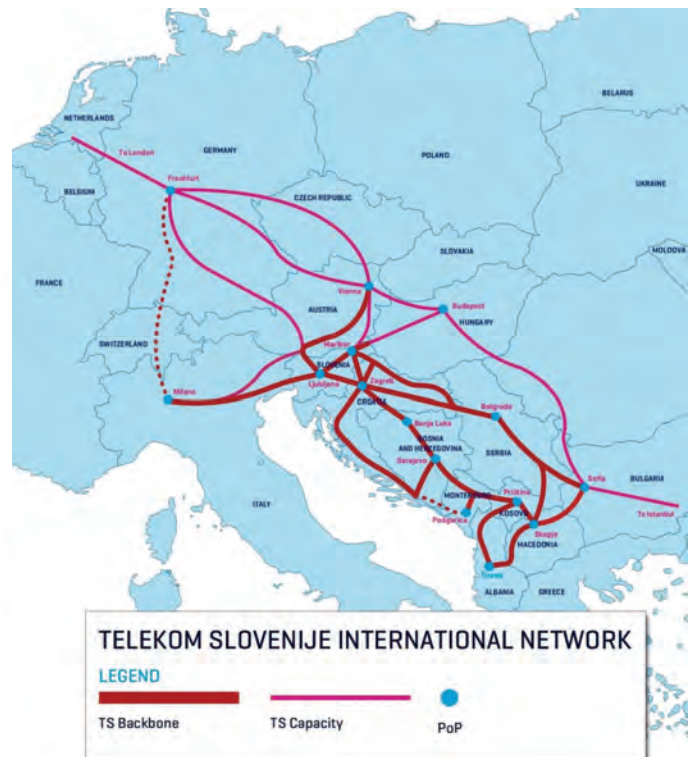 BELARUS
NETHERLANDS
To London
GERMANY
POLAND
Frankfurt
UKRAINE
BELGIUM
CZECH REPUBLIC
SLOVAKIA
MOLDOVA
FRANCE
Vienna
AUSTRIA
Budapest
HUNGARY
SWITZERLAND
Maribor
SLOVENIA
Milano
Ljubljana
Zagreb
CROATIA
Belgrade
Banja Luka
BOSNIA
AND HERZEGOVINA
SERBIA
Sarajevo
Sofia
BULGARIA
ITALY
MONTENEGRO
Priština
KOSOVO
Podgorica
To Istanbul
Skopje
MACEDONIA
Tirana
ALBANIA
GREECE
TELEKOM SLOVENIJE INTERNATIONAL NETWORK
LEGEND
TS Backbone
TS Capacity
PoP